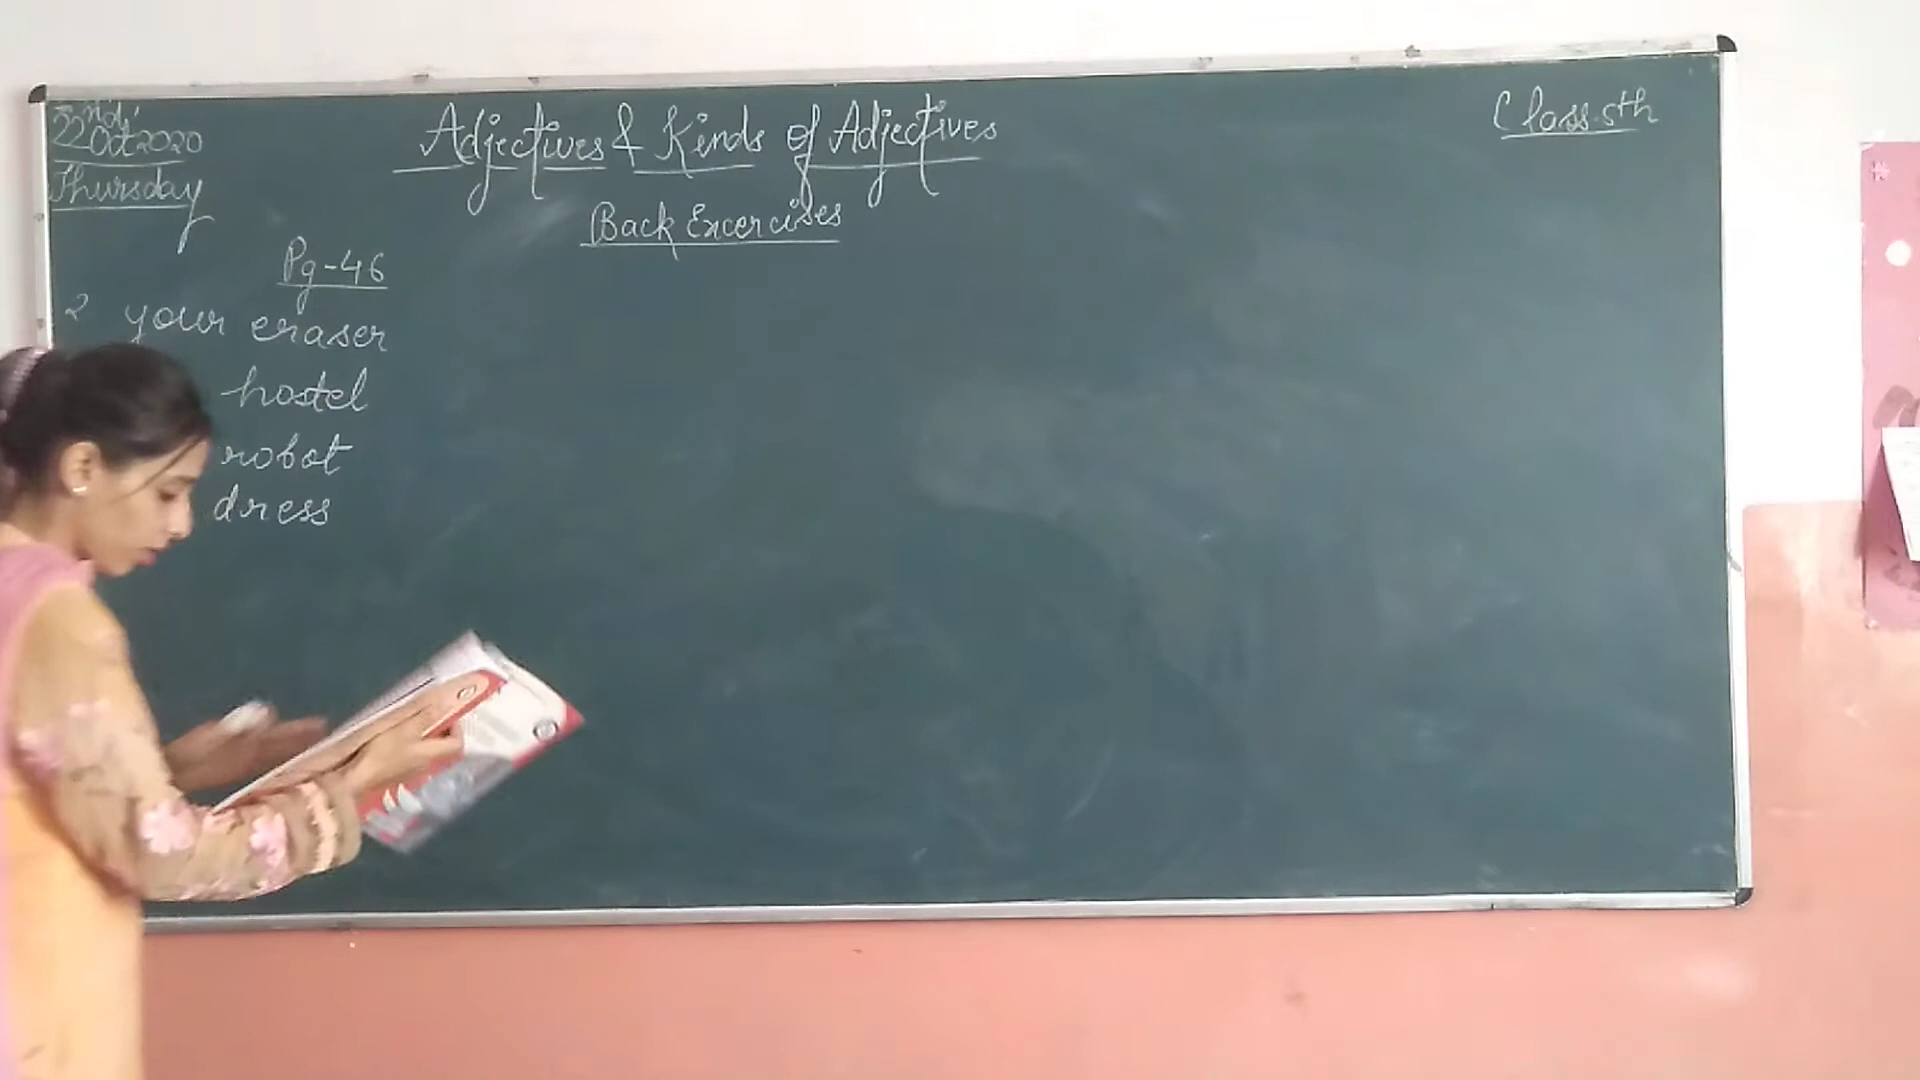 22nd Oct 2020
Thursday
Adjectives & Kinds of Adjectives
Class-5th
Back Excercises
Pg-46
2 your eraser
hostel
robot
dress